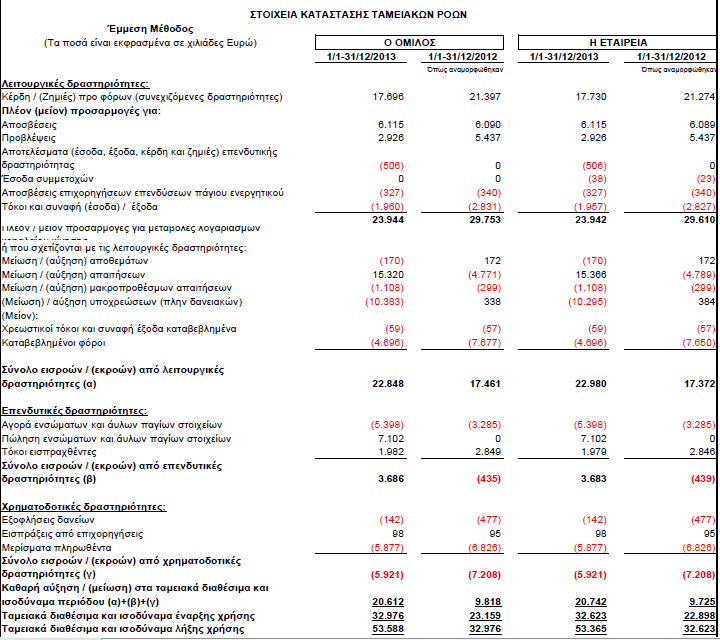 ΣΤΟΙΧΕΙΑ ΚΑΤΑΣΤΑΣΗΣ ΤΑΜΕΙΑΚΩΝ ΡΟΩΝ
Έμμεση Μέθοδος
(Τα ποσά είναι εκφρασμένα σε χιλιάδες Ευρώ) Ο ΟΜΙΛΟΣ Η ΕΤΑΙΡΕΙΑ
1/1-31/12/2013 1/1-31/12/2012 1/1-31/12/2013 1/1-31/12/2012
Όπως αναμορφώθηκαν Όπως αναμορφώθηκαν
Λειτουργικές δραστηριότητες:
Κέρδη / (Ζημιές) προ φόρων (συνεχιζόμενες δραστηριότητες) 17.696 21.397 17.730 21.274
Πλέον (μείον) προσαρμογές για:
Αποσβέσεις 6.115 6.090 6.115 6.089
Προβλέψεις 2.926 5.437 2.926 5.437
Αποτελέσματα (έσοδα, έξοδα, κέρδη και ζημιές) επενδυτικής
δραστηριότητας (506) 0 (506) 0
Έσοδα συμμετοχών 0 0 (38) (23)
Αποσβέσεις επιχορηγήσεων επενδύσεων πάγιου ενεργητικού (327) (340) (327) (340)
Τόκοι και συναφή (έσοδα) / έξοδα (1.960) (2.831) (1.957) (2.827)
23.944 29.753 23.942 29.610
Πλέον / μείον προσαρμογές για μεταβολές λογαριασμών
ή που σχετίζονται με τις λειτουργικές δραστηριότητες:
Μείωση / (αύξηση) αποθεμάτων (170) 172 (170) 172
Μείωση / (αύξηση) απαιτήσεων 15.320 (4.771) 15.366 (4.789)
Μείωση / (αύξηση) μακροπροθέσμων απαιτήσεων (1.108) (299) (1.108) (299)
(Μείωση) / αύξηση υποχρεώσεων (πλην δανειακών) (10.383) 338 (10.295) 384
(Μείον):
Χρεωστικοί τόκοι και συναφή έξοδα καταβεβλημένα (59) (57) (59) (57)
Καταβεβλημένοι φόροι (4.696) (7.677) (4.696) (7.650)
Σύνολο εισροών / (εκροών) από λειτουργικές
δραστηριότητες (α) 22.848 17.461 22.980 17.372
Επενδυτικές δραστηριότητες:
Αγορά ενσώματων και άυλων παγίων στοιχείων (5.398) (3.285) (5.398) (3.285)
Πώληση ενσώματων και άυλων παγίων στοιχείων 7.102 0 7.102 0
Τόκοι εισπραχθέντες 1.982 2.849 1.979 2.846
Σύνολο εισροών / (εκροών) από επενδυτικές
δραστηριότητες (β) 3.686 (435) 3.683 (439)
Χρηματοδοτικές δραστηριότητες:
Εξοφλήσεις δανείων (142) (477) (142) (477)
Εισπράξεις από επιχορηγήσεις 98 95 98 95
Μερίσματα πληρωθέντα (5.877) (6.826) (5.877) (6.826)
Σύνολο εισροών / (εκροών) από χρηματοδοτικές
δραστηριότητες (γ) (5.921) (7.208) (5.921) (7.208)
Καθαρή αύξηση / (μείωση) στα ταμειακά διαθέσιμα και
ισοδύναμα περιόδου (α)+(β)+(γ) 20.612 9.818 20.742 9.725
Ταμειακά διαθέσιμα και ισοδύναμα έναρξης χρήσης 32.976 23.159 32.623 22.898
Ταμειακά διαθέσιμα και ισοδύναμα λήξης χρήσης 53.588 32.976 53.365 32.623